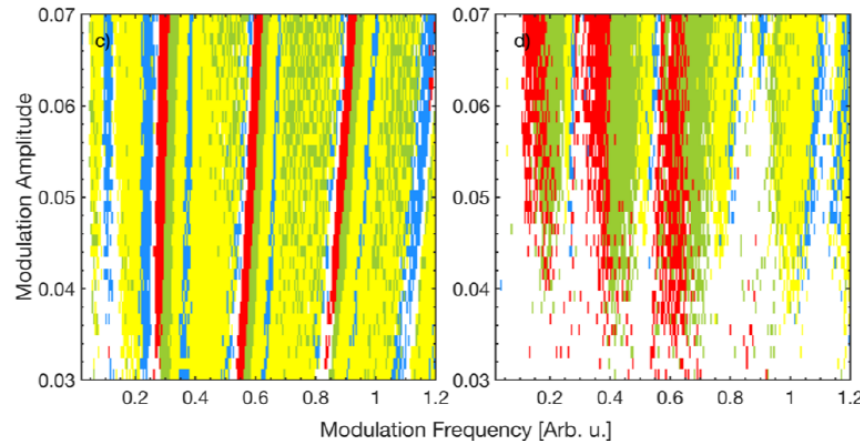 0.07 c) 0.07 d)
0.06 0.06
0.05 0.05
0.04 0.04
0.03 0.03
0.2 0.4 0.6 0.8 1 1.2 0.2 0.4 0.6 0.8 1 1.2
Modulation Amplitude
Modulation Frequency [Arb. u.]